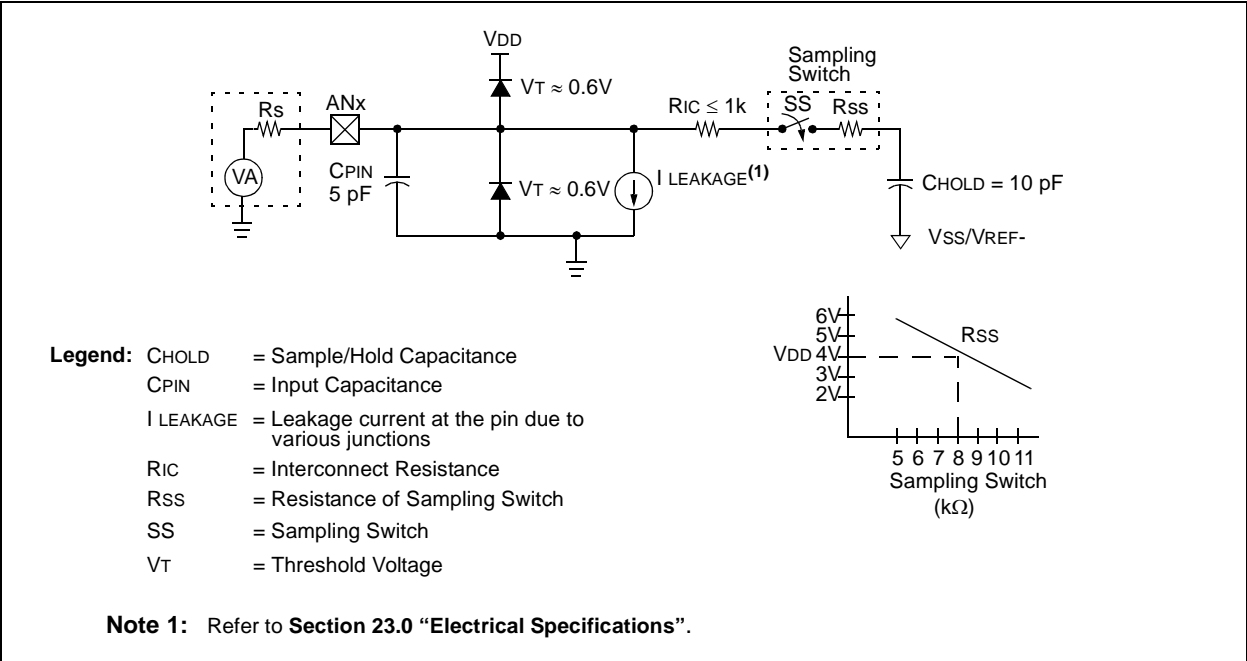 VDD
Sampling
Switch
VT ≈ 0.6V
Rs
ANx
RIC ≤ 1k
SS
Rss
VA
CPIN
5 pF
VT ≈ 0.6V
I LEAKAGE(1)
CHOLD = 10 pF
VSS/VREF-
6V
5V
VDD 4V
3V
2V
RSS
5 6 7 8 9 10 11
Sampling Switch
(kΩ)
Legend: CHOLD = Sample/Hold Capacitance
CPIN = Input Capacitance
I LEAKAGE = Leakage current at the pin due to
various junctions
RIC = Interconnect Resistance
RSS = Resistance of Sampling Switch
SS = Sampling Switch
VT = Threshold Voltage
Note 1: Refer to Section 23.0 “Electrical Specifications”.